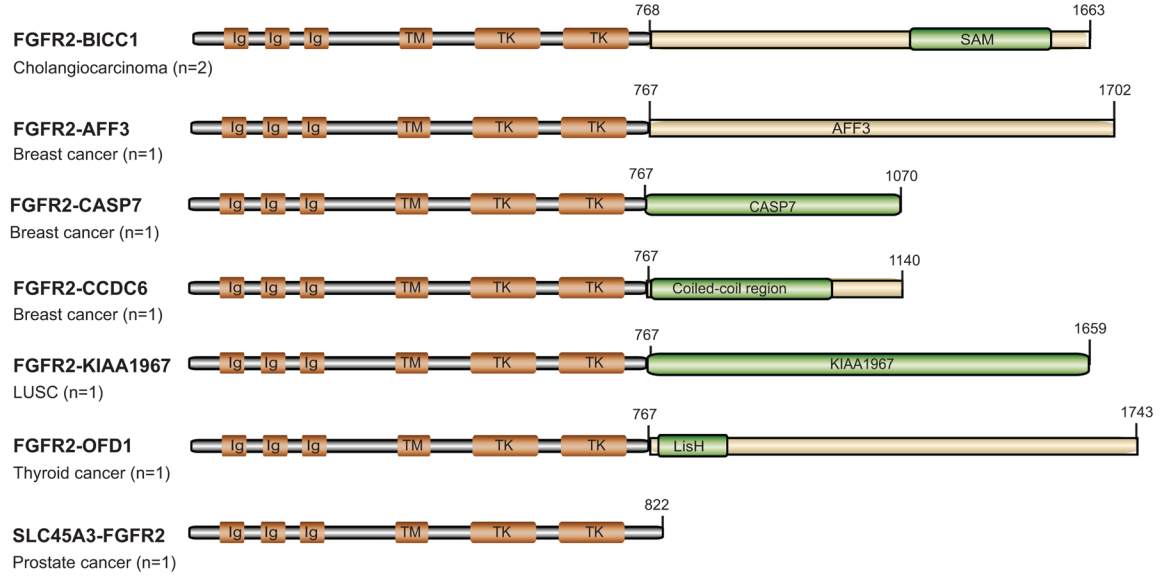 768 1663
FGFR2-BICC1 Ig Ig Ig TM TK TK SAM
Cholangiocarcinoma (n=2)
767 1702
FGFR2-AFF3 Ig Ig Ig TM TK TK AFF3
Breast cancer (n=1)
767 1070
FGFR2-CASP7 Ig Ig Ig TM TK TK CASP7
Breast cancer (n=1)
767 1140
FGFR2-CCDC6 Ig Ig Ig TM TK TK Coiled-coil region
Breast cancer (n=1)
767 1659
FGFR2-KIAA1967 Ig Ig Ig TM TK TK KIAA1967
LUSC (n=1)
767 1743
FGFR2-OFD1 Ig Ig Ig TM TK TK LisH
Thyroid cancer (n=1)
822
SLC45A3-FGFR2 Ig Ig Ig TM TK TK
Prostate cancer (n=1)